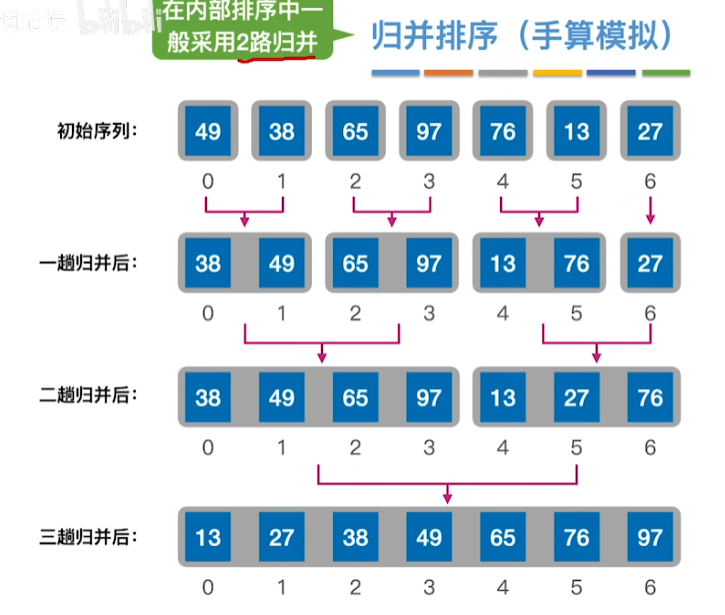 道论坛 bilibili
在内部排序中一
般采用2路归并
归并排序（手算模拟）
初始序列：
49 38 65 97 76 13 27
0 1 2 3 4 5 6
一趟归并后：
38 49 65 97 13 76 27
0 1 2 3 4 5 6
二趟归并后：
38 49 65 97 13 27 76
0 1 2 3 4 5 6
三趟归并后：
13 27 38 49 65 76 97
0 1 2 3 4 5 6